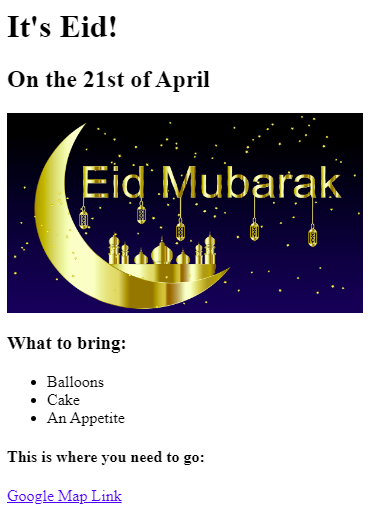 It's Eid!
On the 21st of April
Eid Mubarak
What to bring:
Balloons
Cake
An Appetite
This is where you need to go:
Google Map Link